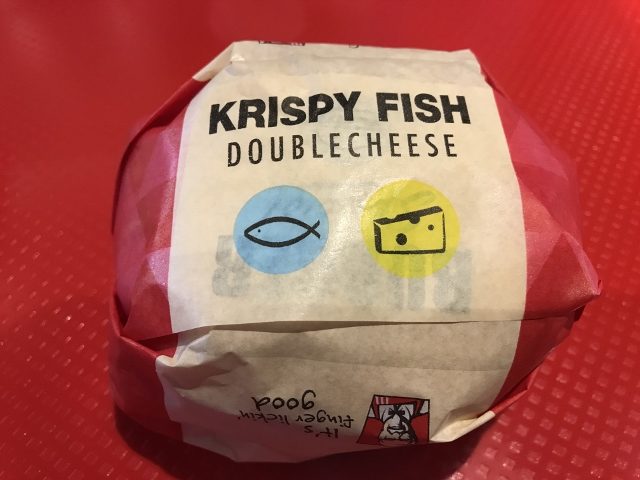 KRISPY FISH
DOUBLECHEESE
It's
finger lickin'
good